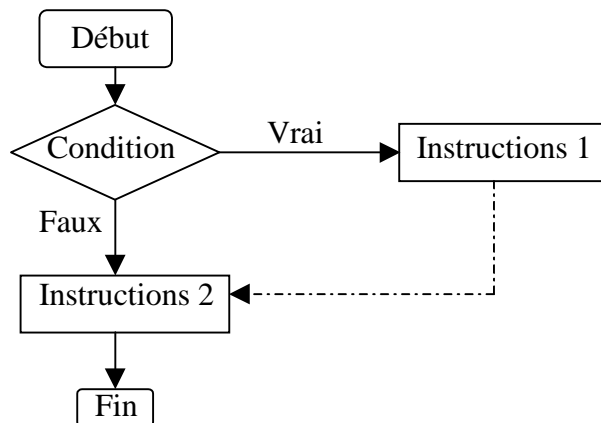 Début
Condition
Vrai
Instructions 1
Faux
Instructions 2
Fin